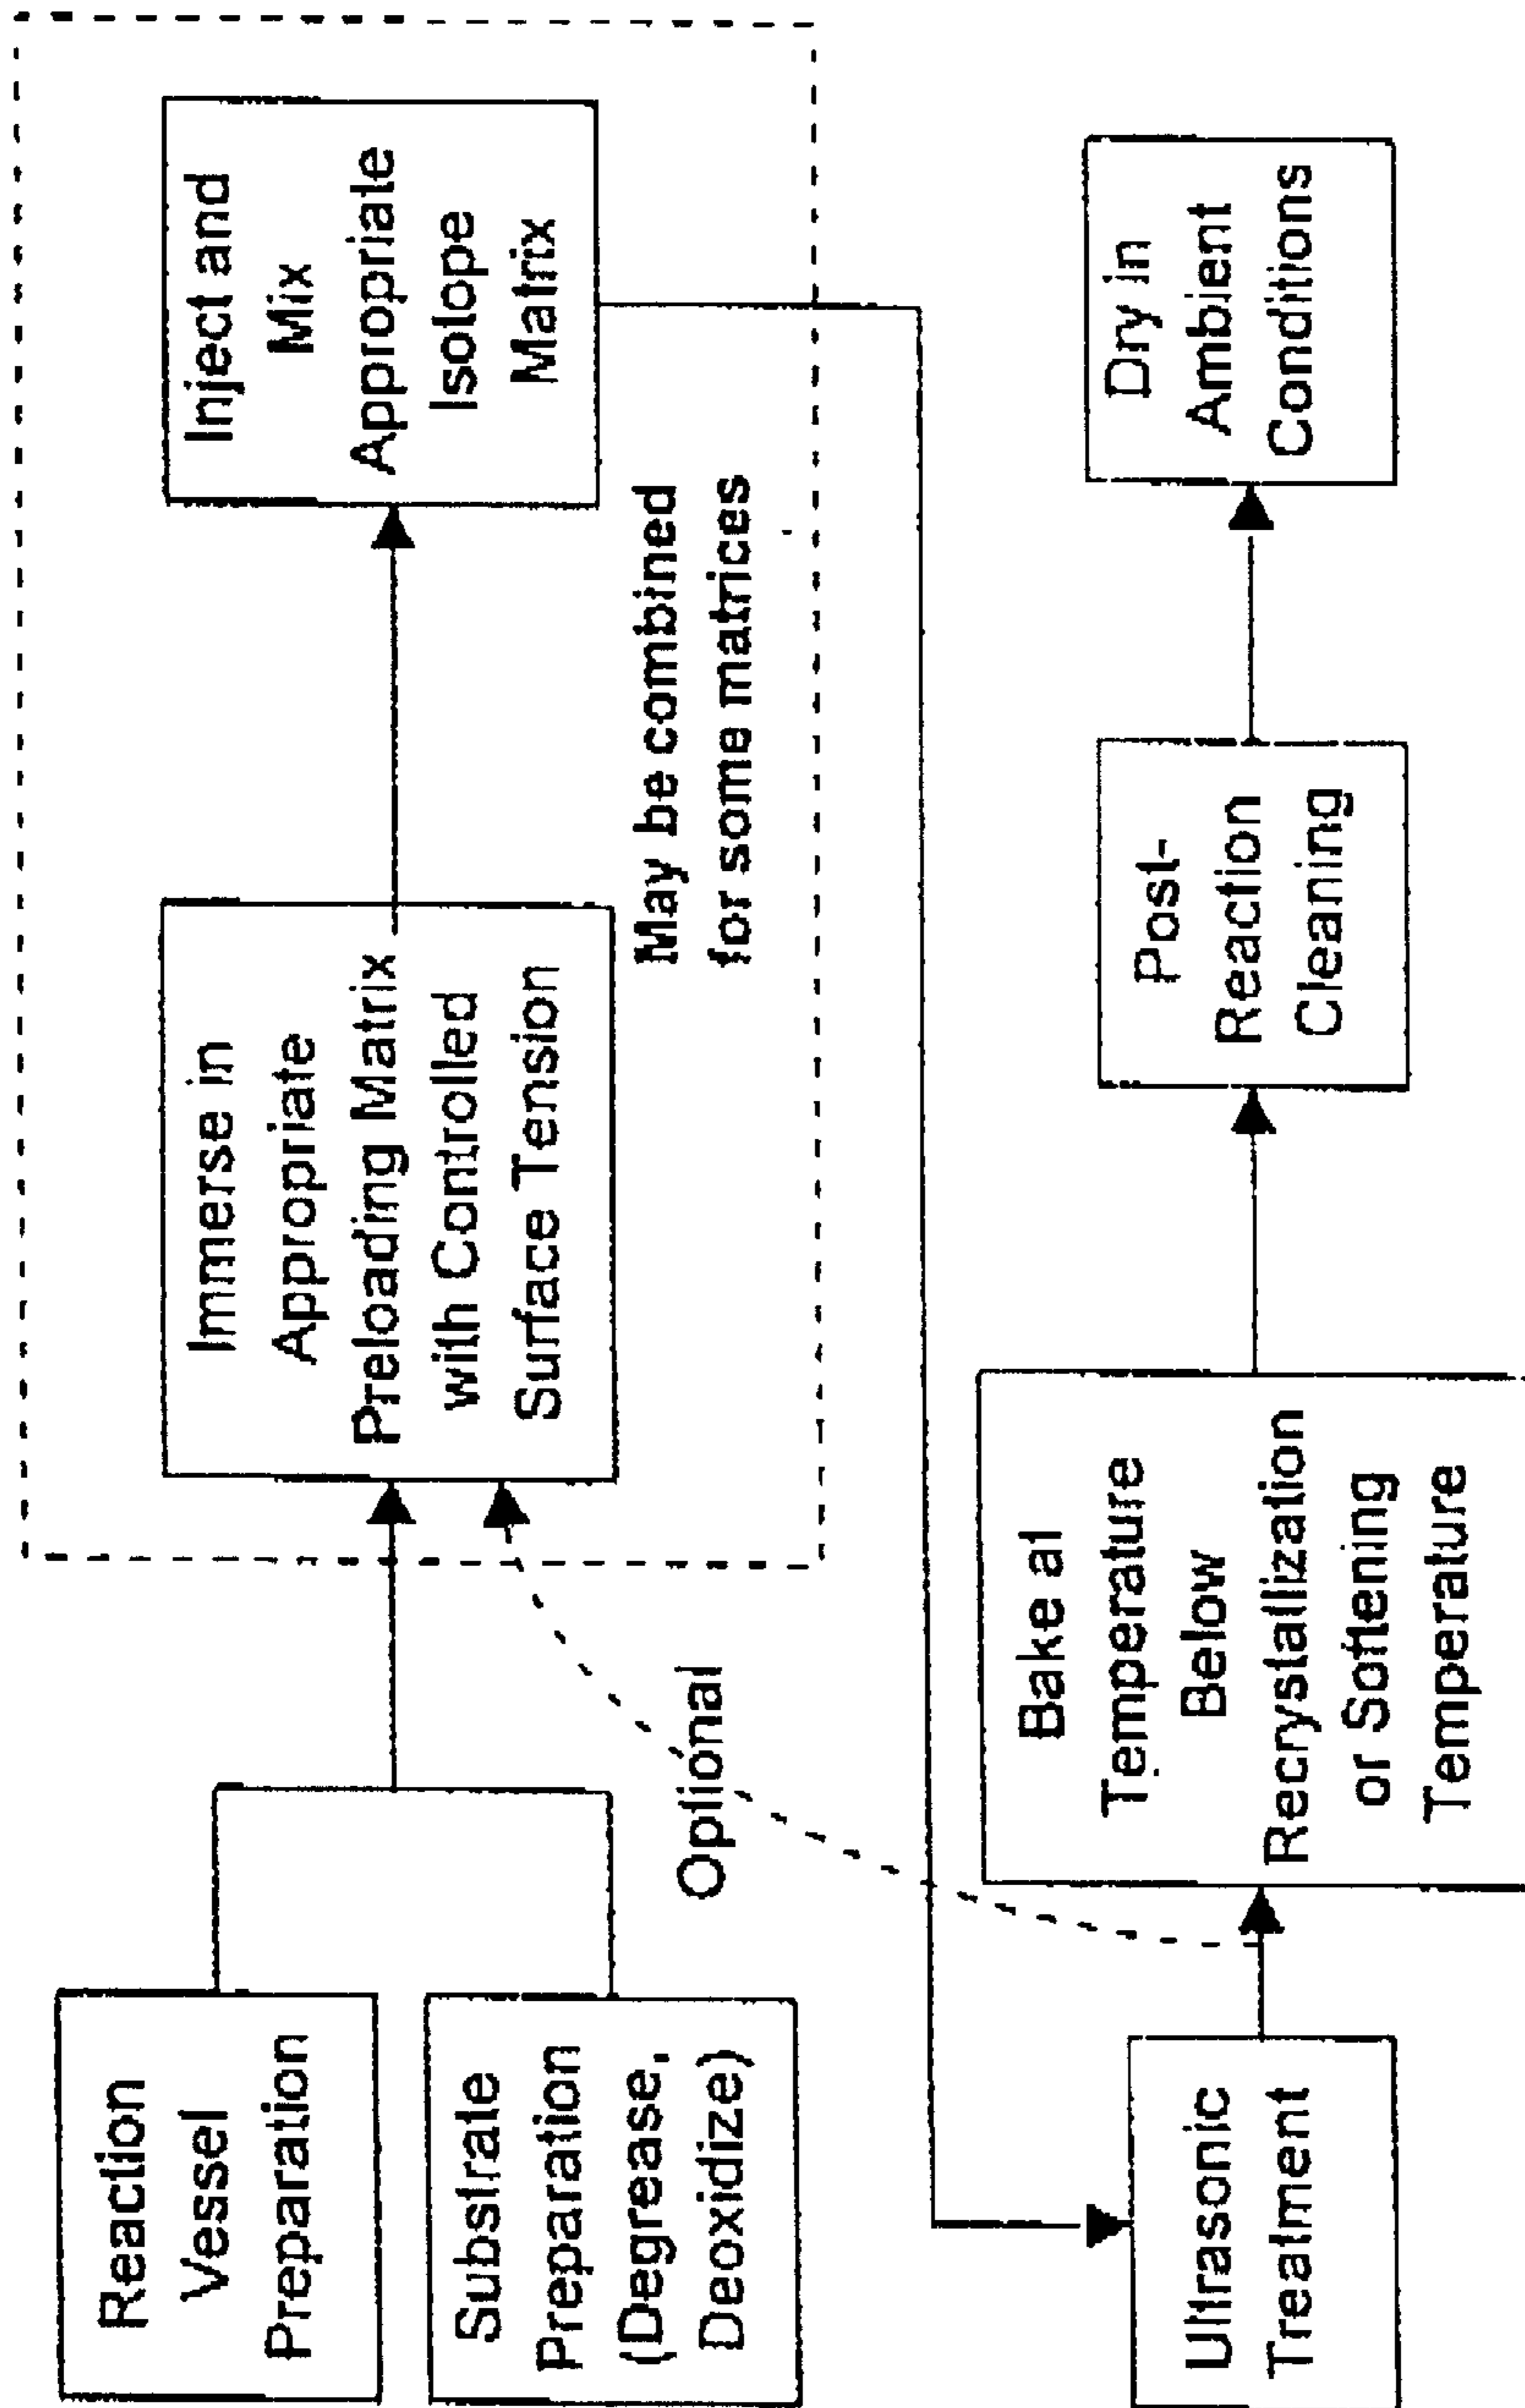 Reaction
Vessel
Preparation
Substrate
Preparation
(Degrease,
Deoxidize)
Immerse in
Appropriate
Preloading Matrix
with Controlled
Surface Tension
Inject and
Mix
Appropriate
Isolope
Matrix
May be combined
for some matrices
Optional
Ultrasonic
Treatment
Bake at
Temperature
Below
Recrystallization
or Softening
Temperature
Post-
Reaction
Cleaning
Dry in
Ambient
Conditions